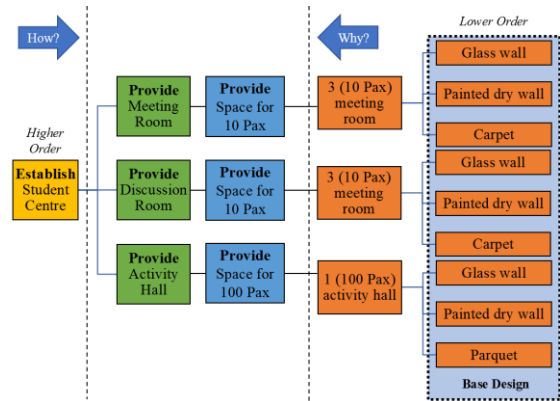 How?
Why?
Lower Order
Higher
Order
Establish
Student
Centre
Provide
Meeting
Room
Provide
Space for
10 Pax
3 (10 Pax)
meeting
room
Glass wall
Painted dry wall
Carpet
Provide
Discussion
Room
Provide
Space for
10 Pax
3 (10 Pax)
meeting
room
Glass wall
Painted dry wall
Carpet
Provide
Activity
Hall
Provide
Space for
100 Pax
1 (100 Pax)
activity hall
Glass wall
Painted dry wall
Parquet
Base Design